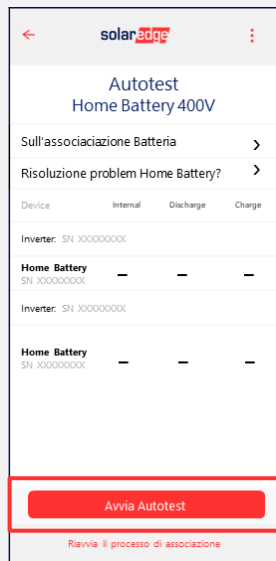 solaredge
Autotest
Home Battery 400V
Sull'associaciazione Batteria
Risoluzione problem Home Battery?
Device Internal Discharge Charge
Inverter: SN XXXXXXXX
Home Battery
SN XXXXXXXX
Inverter: SN XXXXXXXX
Home Battery
SN XXXXXXXX
Avvia Autotest
Riavvia il processo di associazione